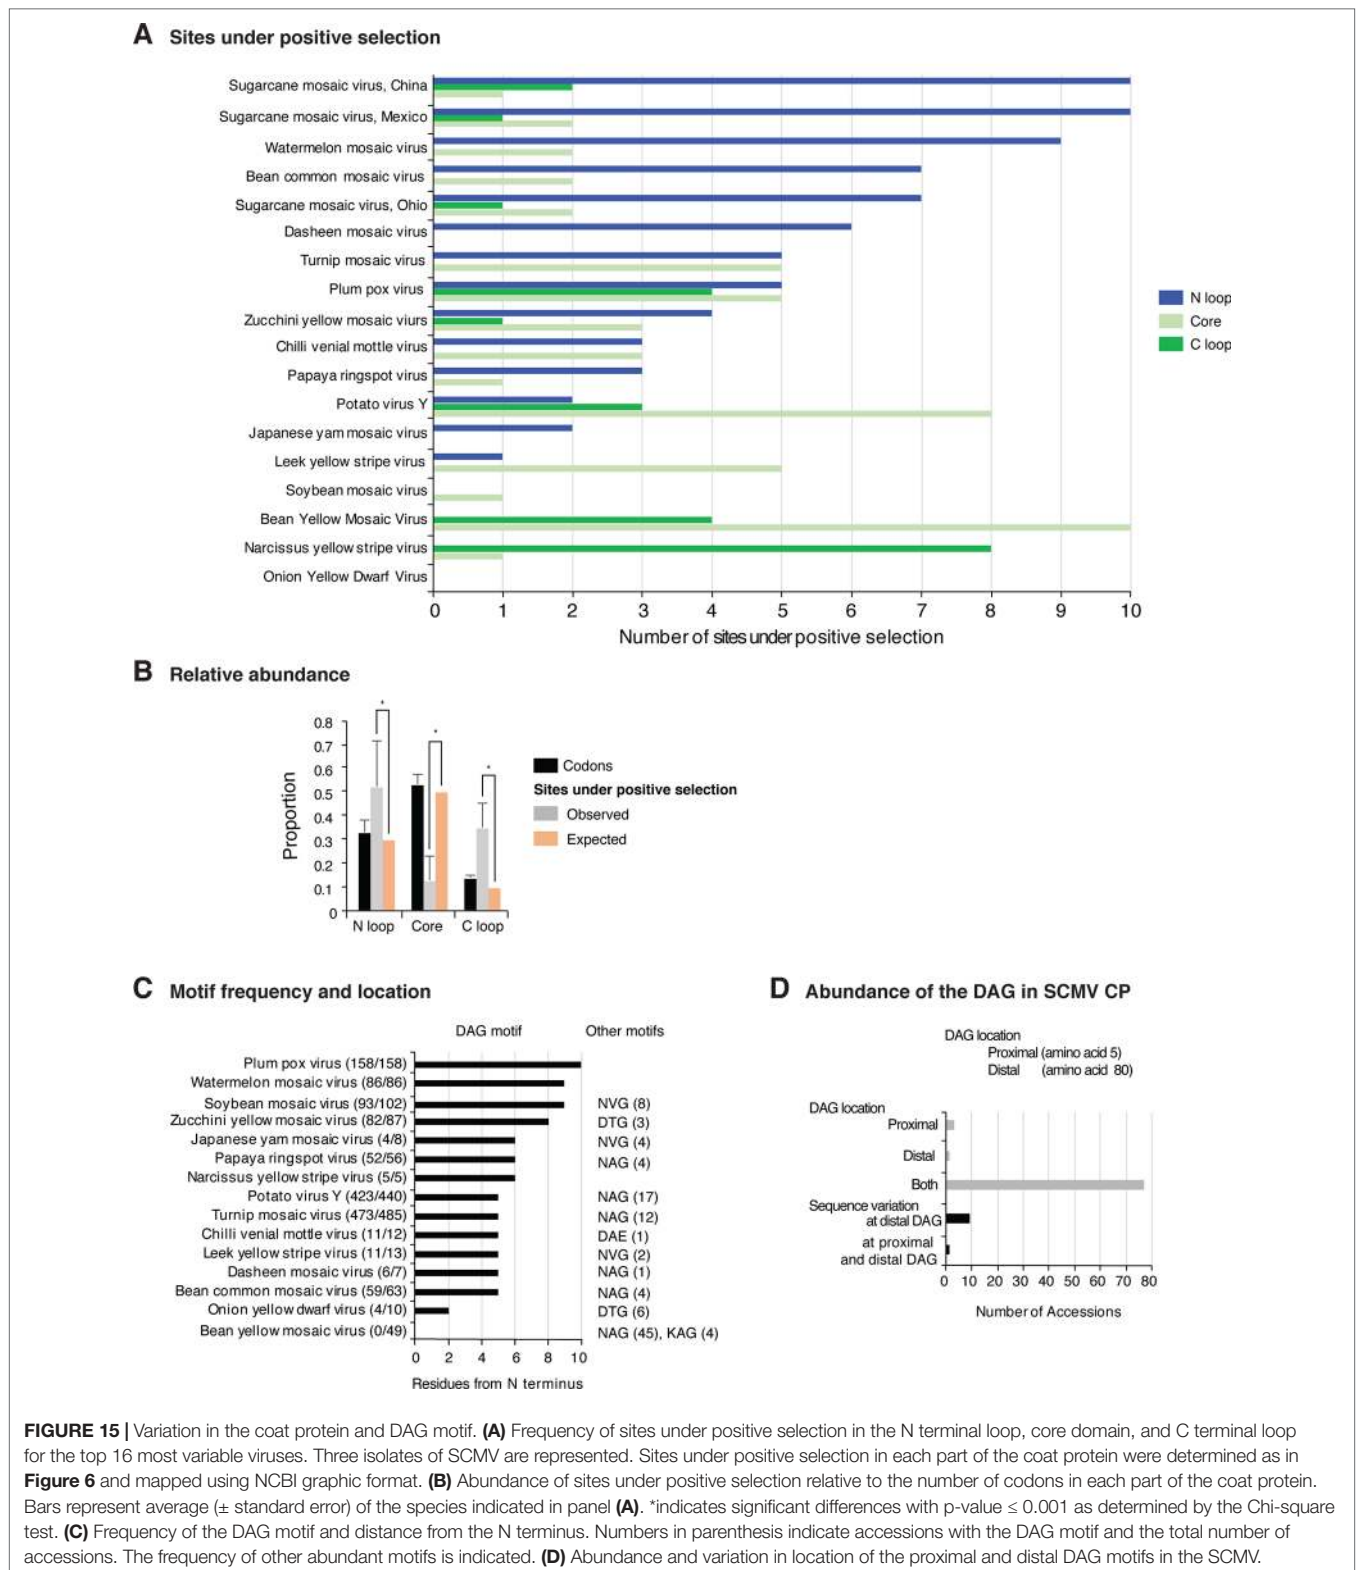 A Sites under positive selection
Sugarcane mosaic virus, China
Sugarcane mosaic virus, Mexico
Watermelon mosaic virus
Bean common mosaic virus
Sugarcane mosaic virus, Ohio
Dasheen mosaic virus
Turnip mosaic virus
Plum pox virus
Zucchini yellow mosaic viurs
Chilli venial mottle virus
Papaya ringspot virus
Potato virus Y
Japanese yam mosaic virus
Leek yellow stripe virus
Soybean mosaic virus
Bean Yellow Mosaic Virus
Narcissus yellow stripe virus
Onion Yellow Dwarf Virus
0 1 2 3 4 5 6 7 8 9 10
Number of sites under positive selection
N loop
Core
C loop
B Relative abundance
Proportion
0.8
0.7
0.6
0.5
0.4
0.3
0.2
0.1
0
* * *
N loop Core C loop
Codons
Sites under positive selection
Observed
Expected
C Motif frequency and location
DAG motif Other motifs
Plum pox virus (158/158)
Watermelon mosaic virus (86/86)
Soybean mosaic virus (93/102) NVG (8)
Zucchini yellow mosaic virus (82/87) DTG (3)
Japanese yam mosaic virus (4/8) NVG (4)
Papaya ringspot virus (52/56) NAG (4)
Narcissus yellow stripe virus (5/5)
Potato virus Y (423/440) NAG (17)
Turnip mosaic virus (473/485) NAG (12)
Chilli venial mottle virus (11/12) DAE (1)
Leek yellow stripe virus (11/13) NVG (2)
Dasheen mosaic virus (6/7) NAG (1)
Bean common mosaic virus (59/63) NAG (4)
Onion yellow dwarf virus (4/10) DTG (6)
Bean yellow mosaic virus (0/49) NAG (45), KAG (4)
0 2 4 6 8 10
Residues from N terminus
D Abundance of the DAG in SCMV CP
DAG location
Proximal (amino acid 5)
Distal (amino acid 80)
DAG location
Proximal
Distal
Both
Sequence variation
at distal DAG
at proximal
and distal DAG
0 10 20 30 40 50 60 70 80
Number of Accessions
FIGURE 15 | Variation in the coat protein and DAG motif. (A) Frequency of sites under positive selection in the N terminal loop, core domain, and C terminal loop
for the top 16 most variable viruses. Three isolates of SCMV are represented. Sites under positive selection in each part of the coat protein were determined as in
Figure 6 and mapped using NCBI graphic format. (B) Abundance of sites under positive selection relative to the number of codons in each part of the coat protein.
Bars represent average (± standard error) of the species indicated in panel (A). *indicates significant differences with p-value ≤ 0.001 as determined by the Chi-square
test. (C) Frequency of the DAG motif and distance from the N terminus. Numbers in parenthesis indicate accessions with the DAG motif and the total number of
accessions. The frequency of other abundant motifs is indicated. (D) Abundance and variation in location of the proximal and distal DAG motifs in the SCMV.